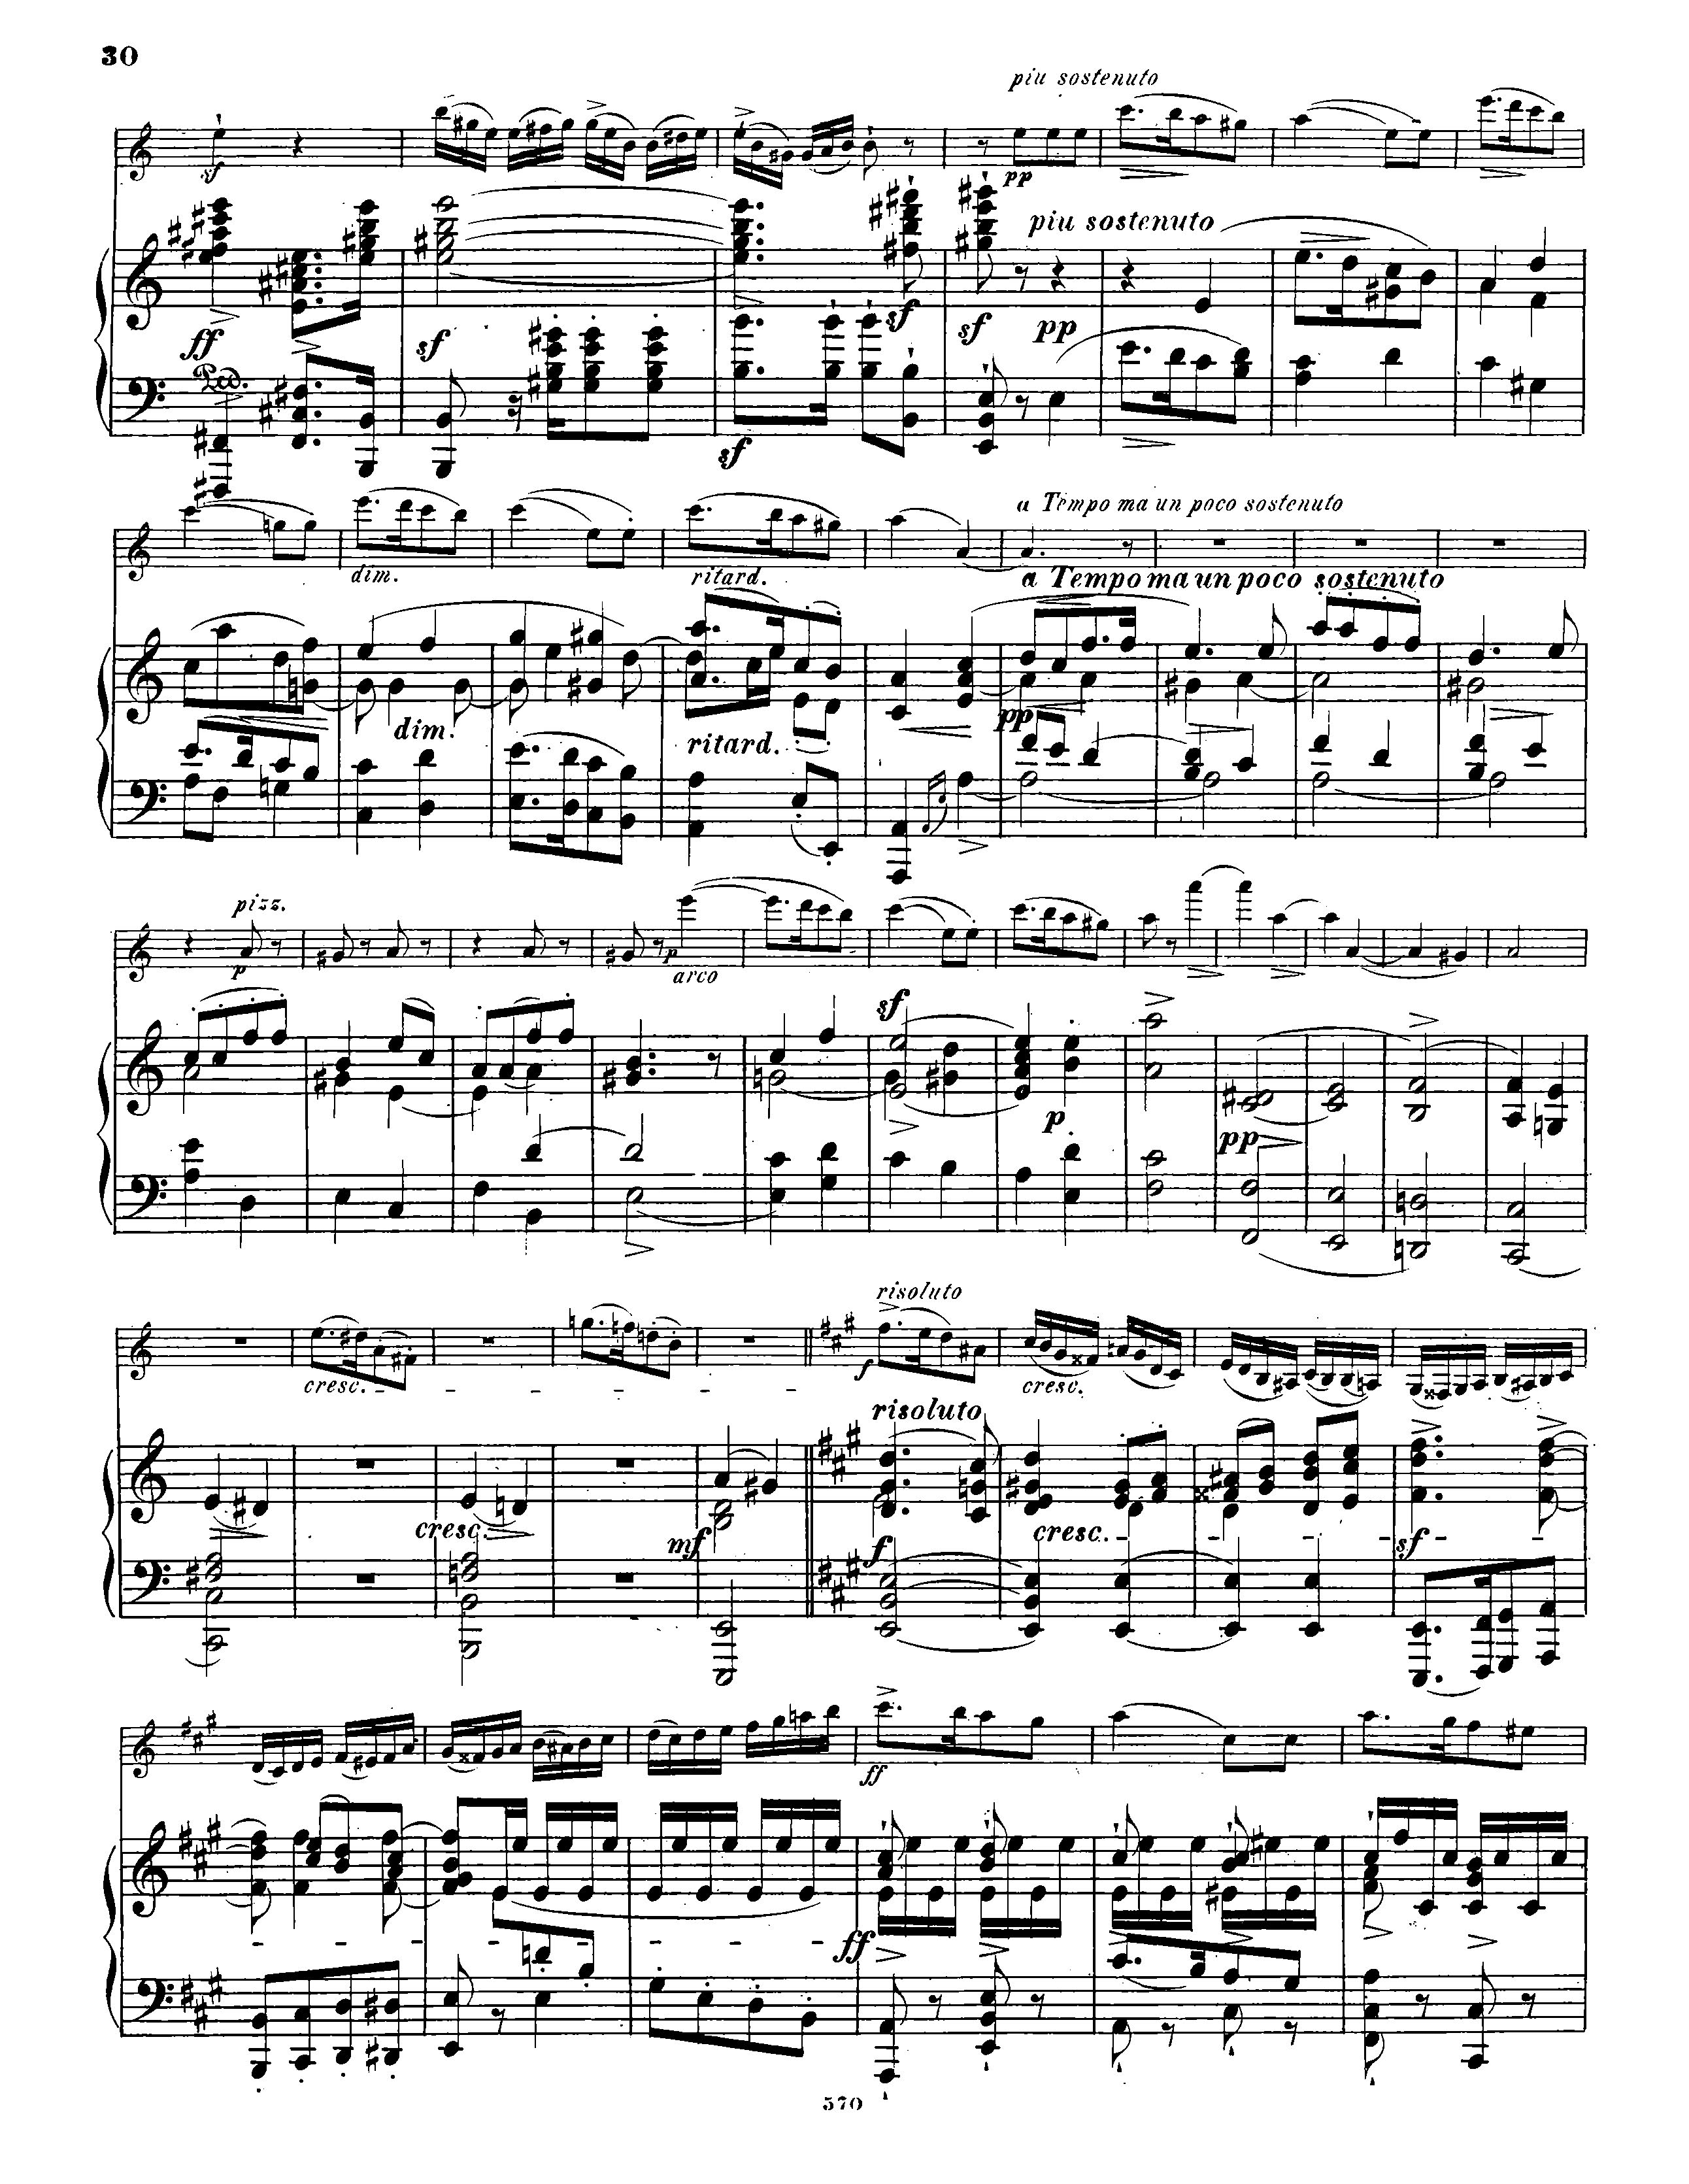 30
piu sostenuto
sf
pp
piu sostenuto
ff
sf
sf
sf
pp
Ped.
sf
a Tempo ma un poco sostenuto
dim.
ritard.
a Tempo ma un poco sostenuto
dim.
ritard.
pp
pizz.
p
p
arco
sf
p
pp
risoluto
cresc.
f
cresc.
risoluto
cresc.
mf
f
cresc.
sf
ff
ff
570